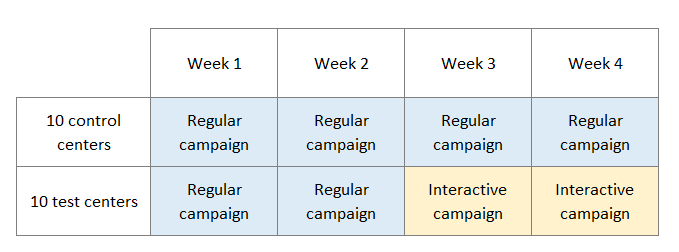 Week 1 Week 2 Week 3 Week 4
10 control centers Regular campaign Regular campaign Regular campaign Regular campaign
10 test centers Regular campaign Regular campaign Interactive campaign Interactive campaign